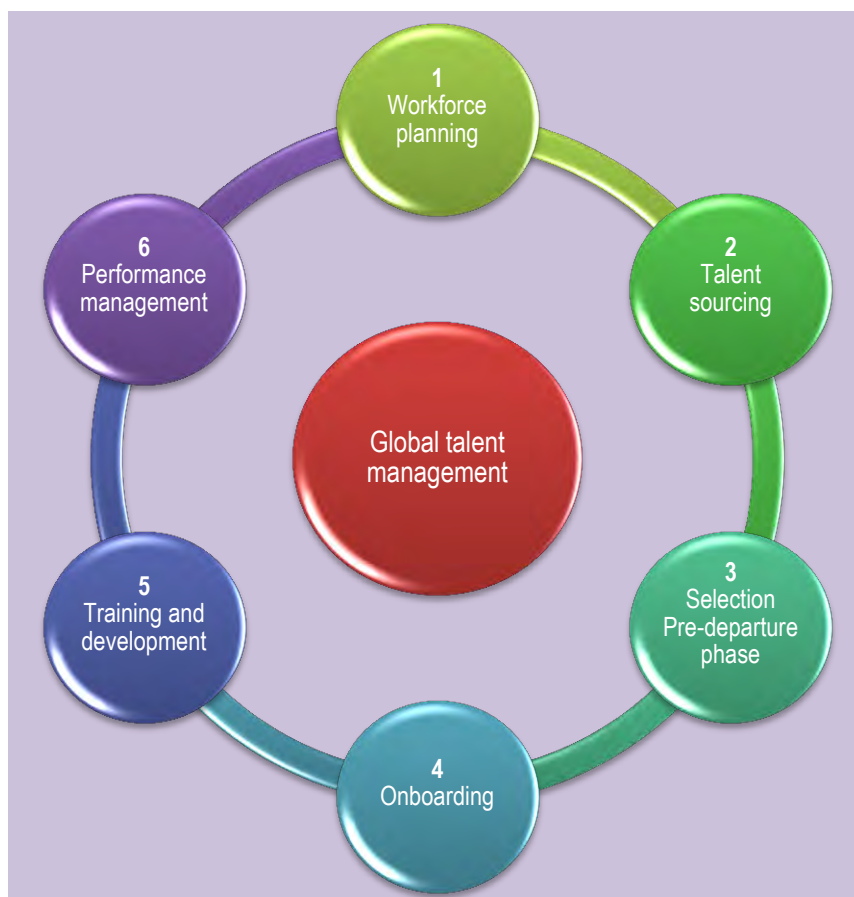 1
Workforce
planning
2
Talent
sourcing
3
Selection
Pre-departure
phase
4
Onboarding
5
Training and
development
6
Performance
management
Global talent
management